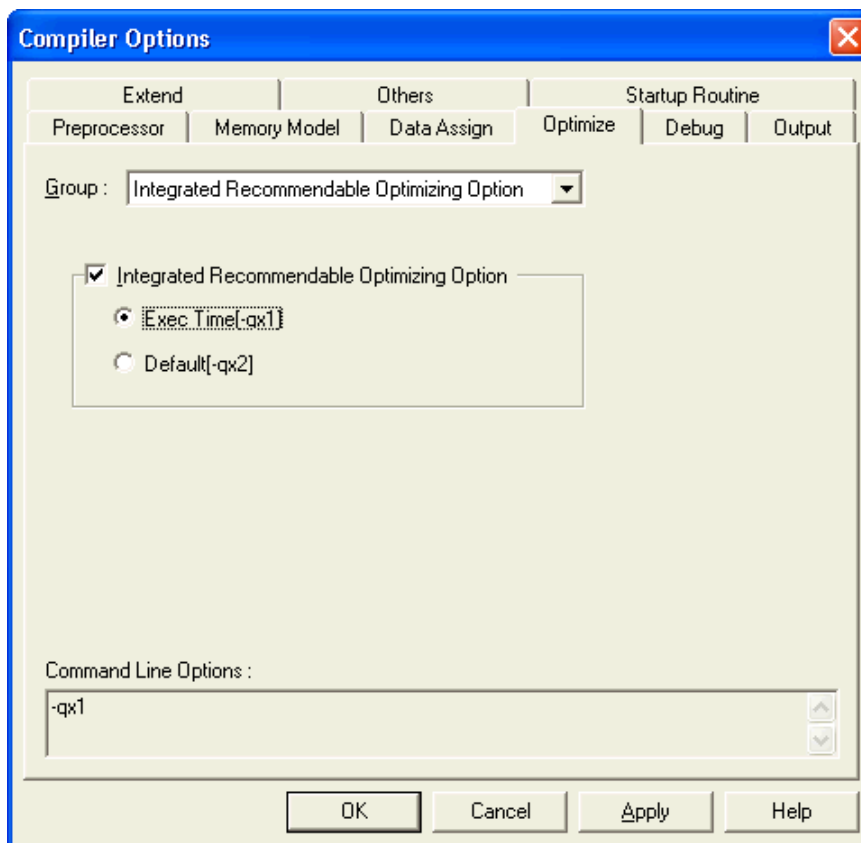 Compiler Options
Extend Others Startup Routine
Preprocessor Memory Model Data Assign Optimize Debug Output
Group : Integrated Recommendable Optimizing Option
Integrated Recommendable Optimizing Option
Exec Time[-qx1]
Default[-qx2]
Command Line Options :
-qx1
OK Cancel Apply Help